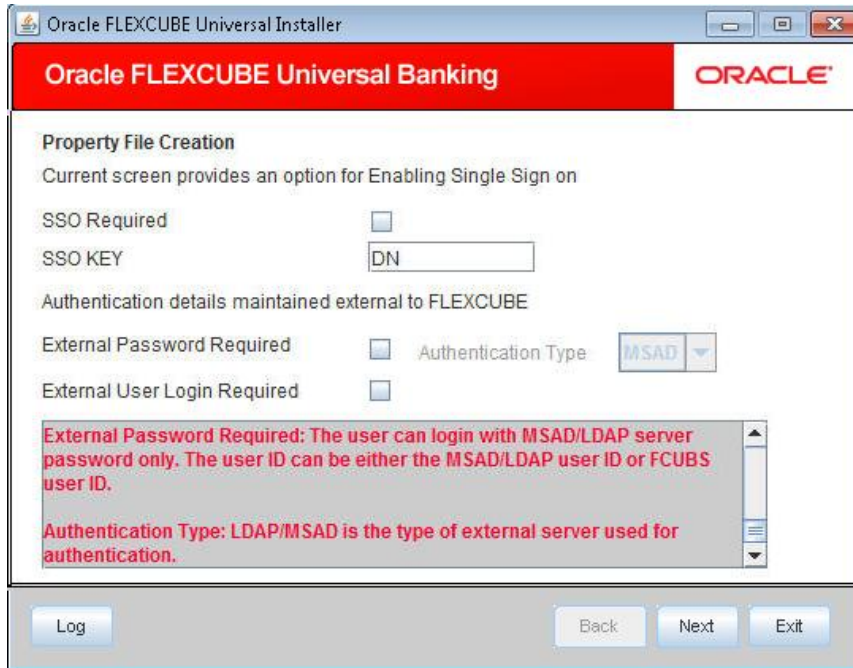 Oracle FLEXCUBE Universal Installer
Oracle FLEXCUBE Universal Banking
ORACLE
Property File Creation
Current screen provides an option for Enabling Single Sign on
SSO Required
SSO KEY
DN
Authentication details maintained external to FLEXCUBE
External Password Required
Authentication Type
MSAD
External User Login Required
External Password Required: The user can login with MSAD/LDAP server
password only. The user ID can be either the MSAD/LDAP user ID or FCUBS
user ID.
Authentication Type: LDAP/MSAD is the type of external server used for
authentication.
Log
Back
Next
Exit